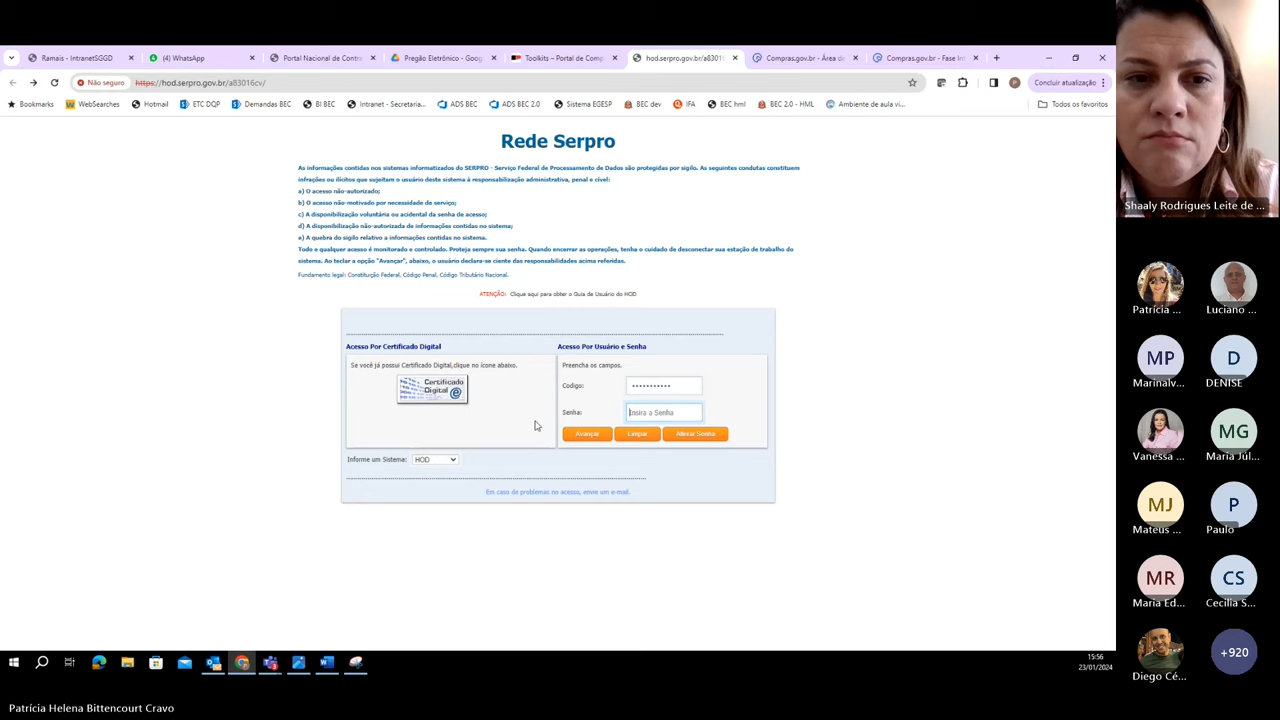 Ramais - IntranetSGGD
(4) WhatsApp
Portal Nacional de Contra
Pregão Eletrônico – Goog
Toolkits – Portal de Comp
hod.serpro.gov.br/a83016
Compras.gov.br - Área d
Compras.gov.br - Fase In
Não seguro
https://hod.serpro.gov.br/a83016cv/
Concluir atualização
Bookmarks
WebSearches
Hotmail
ETC DQP
Demandas BEC
BI BEC
Intranet - Secretaria...
ADS BEC
ADS BEC 2.0
Sistema EGESP
BEC dev
IFA
BEC hml
BEC 2.0 - HML
Ambiente de aula vi...
Todos os favoritos
Rede Serpro
As informações contidas nos sistemas informatizados do SERPRO - Serviço Federal de Processamento de Dados são protegidas por sigilo. As seguintes condutas constituem
infrações ou ilícitos que sujeitam o usuário deste sistema à responsabilização administrativa, penal e cível:
a) O acesso não-autorizado;
b) O acesso não-motivado por necessidade de serviço;
c) A disponibilização voluntária ou acidental da senha de acesso;
d) A disponibilização não-autorizada de informações contidas no sistema;
e) A quebra do sigilo relativo a informações contidas no sistema.
Todo e qualquer acesso é monitorado e controlado. Proteja sempre sua senha. Quando encerrar as operações, tenha o cuidado de desconectar sua estação de trabalho do
sistema. Ao teclar a opção "Avançar", abaixo, o usuário declara-se ciente das responsabilidades acima referidas.
Fundamento legal: Constituição Federal, Código Penal, Código Tributário Nacional.
ATENÇÃO: Clique aqui para obter o Guia de Usuário do HOD
Acesso Por Certificado Digital
Se você já possui Certificado Digital,clique no ícone abaixo.
Certificado
Digital
Acesso Por Usuário e Senha
Preencha os campos.
Codigo: •••••••••••
Senha: Insira a Senha
Avançar
Limpar
Alterar Senha
Informe um Sistema: HOD
Em caso de problemas no acesso, envie um e-mail.
15:56
23/01/2024
Shaaly Rodrigues Leite de ...
Patrícia ...
Luciano ...
MP
Marinalv...
D
DENISE
Vanessa ...
MG
Maria Júl...
MJ
Mateus ...
P
Paulo
MR
Maria Ed...
CS
Cecilia S...
Diego Cé...
+920
Patrícia Helena Bittencourt Cravo